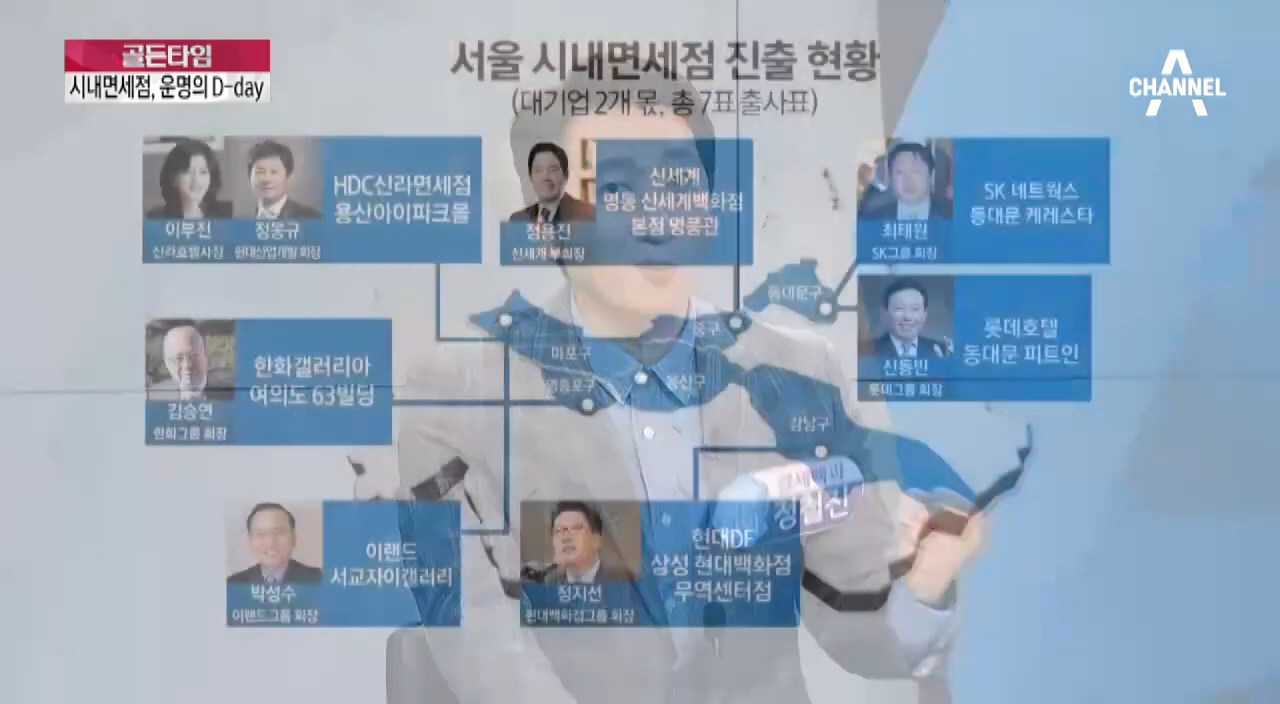 골든타임
시내면세점, 운명의 D-day
서울 시내면세점 진출 현황
(대기업 2개 몫, 총 7표 출사표)
CHANNEL A
이부진
신라호텔사장
정몽규
현대산업개발 회장
HDC신라면세점
용산아이파크몰
정용진
신세계 부회장
신세계
명동 신세계백화점
본점 명품관
최태원
SK그룹 회장
SK 네트웍스
동대문 케레스타
신동빈
롯데그룹 회장
롯데호텔
동대문 피트인
김승연
한화그룹 회장
한화갤러리아
여의도 63빌딩
동대문구
중구
마포구
영등포구
용산구
강남구
박성수
이랜드그룹 회장
이랜드
서교자이갤러리
정지선
현대백화점그룹 회장
현대DF
삼성 현대백화점
무역센터점